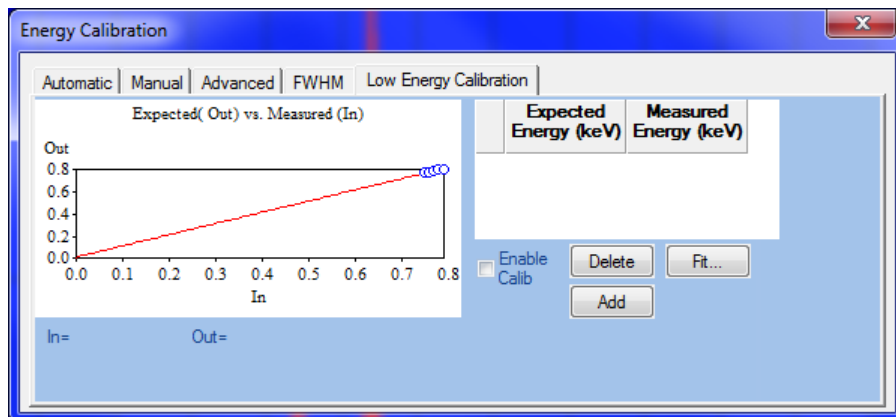 Energy Calibration
X
Automatic Manual Advanced FWHM Low Energy Calibration
Expected( Out) vs. Measured (In)
Out
0.8
0.6
0.4
0.2
0.0
0.0 0.1 0.2 0.3 0.4 0.5 0.6 0.7 0.8
In
In= Out=
Expected Measured
Energy (keV) Energy (keV)
Enable
Calib
Delete Fit...
Add